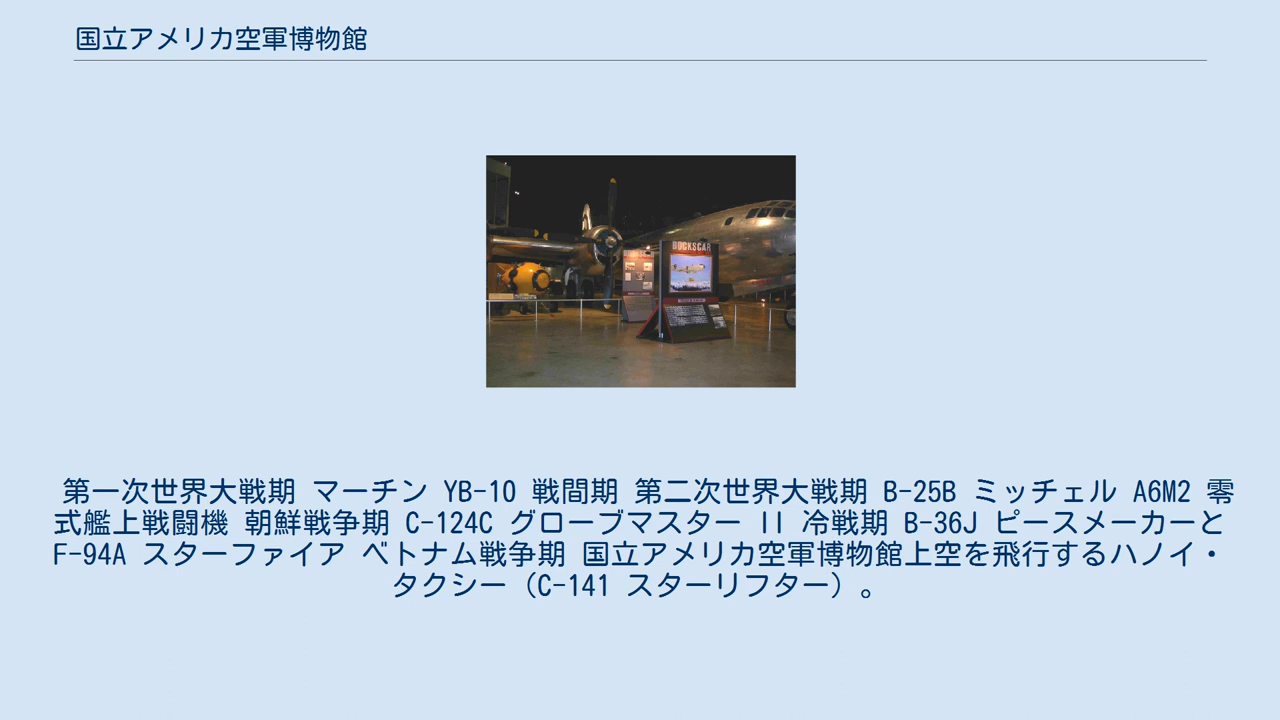 国立アメリカ空軍博物館
BOCKSCAR
第一次世界大戦期 マーチン YB-10 戦間期 第二次世界大戦期 B-25B ミッチェル A6M2 零
式艦上戦闘機 朝鮮戦争期 C-124C グローブマスター II 冷戦期 B-36J ピースメーカーと
F-94A スターファイア ベトナム戦争期 国立アメリカ空軍博物館上空を飛行するハノイ・
タクシー（C-141 スターリフター）。